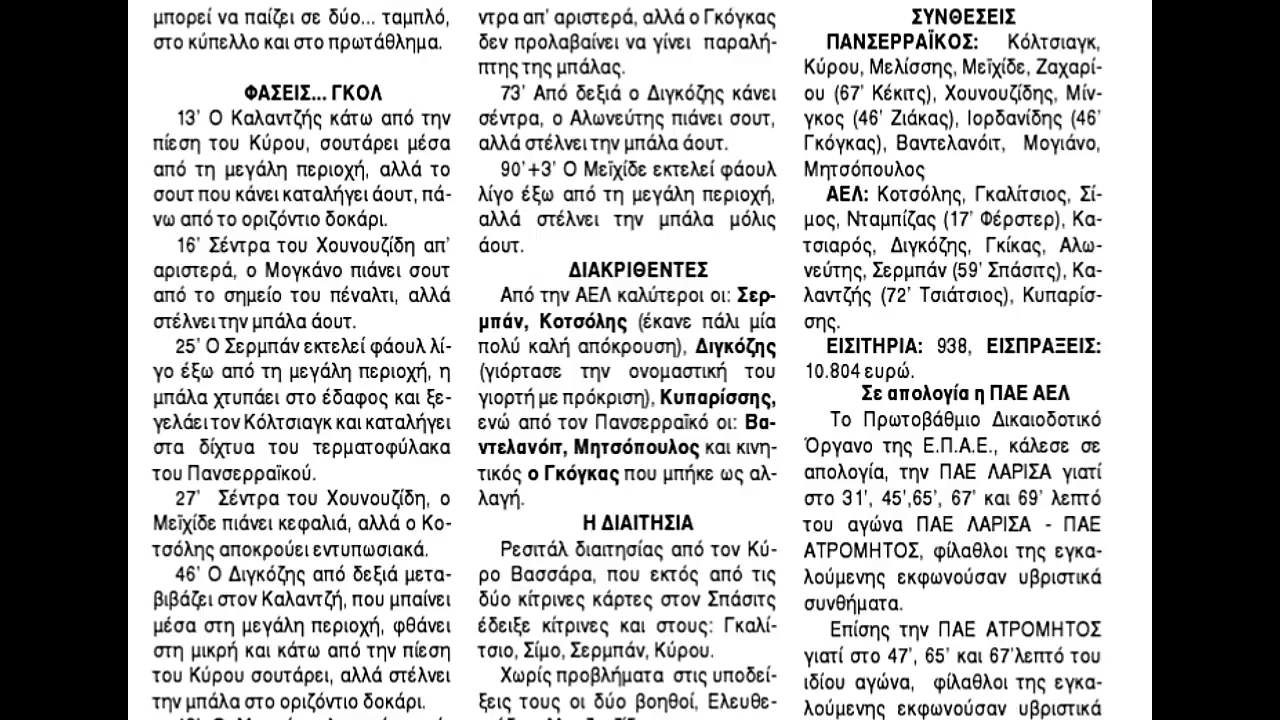 μπορεί να παίζει σε δύο... ταμπλό,
στο κύπελλο και στο πρωτάθλημα.
ΦΑΣΕΙΣ... ΓΚΟΛ
13' Ο Καλαντζής κάτω από την
πίεση του Κύρου, σουτάρει μέσα
από τη μεγάλη περιοχή, αλλά το
σουτ που κάνει καταλήγει άουτ, πά-
νω από το οριζόντιο δοκάρι.
16' Σέντρα του Χουνουζίδη απ'
αριστερά, ο Μογκάνο πιάνει σουτ
από το σημείο του πέναλτι, αλλά
στέλνει την μπάλα άουτ.
25' Ο Σερμπάν εκτελεί φάουλ λί-
γο έξω από τη μεγάλη περιοχή, η
μπάλα χτυπάει στο έδαφος και ξε-
γελάει τον Κόλτσιαγκ και καταλήγει
στα δίχτυα του τερματοφύλακα
του Πανσερραϊκού.
27' Σέντρα του Χουνουζίδη, ο
Μεϊχίδε πιάνει κεφαλιά, αλλά ο Κο-
τσόλης αποκρούει εντυπωσιακά.
46' Ο Διγκόζης από δεξιά μετα-
βιβάζει στον Καλαντζή, που μπαίνει
μέσα στη μεγάλη περιοχή, φθάνει
στη μικρή και κάτω από την πίεση
του Κύρου σουτάρει, αλλά στέλνει
την μπάλα στο οριζόντιο δοκάρι.
ντρα απ' αριστερά, αλλά ο Γκόγκας
δεν προλαβαίνει να γίνει παραλή-
πτης της μπάλας.
73' Από δεξιά ο Διγκόζης κάνει
σέντρα, ο Αλωνεύτης πιάνει σουτ,
αλλά στέλνει την μπάλα άουτ.
90'+3' Ο Μεϊχίδε εκτελεί φάουλ
λίγο έξω από τη μεγάλη περιοχή,
αλλά στέλνει την μπάλα μόλις
άουτ.
ΔΙΑΚΡΙΘΕΝΤΕΣ
Από την ΑΕΛ καλύτεροι οι: Σερ-
μπάν, Κοτσόλης (έκανε πάλι μία
πολύ καλή απόκρουση), Διγκόζης
(γιόρτασε την ονομαστική του
γιορτή με πρόκριση), Κυπαρίσσης,
ενώ από τον Πανσερραϊκό οι: Βα-
ντελανόιτ, Μητσόπουλος και κινη-
τικός ο Γκόγκας που μπήκε ως αλ-
λαγή.
Η ΔΙΑΙΤΗΣΙΑ
Ρεσιτάλ διαιτησίας από τον Κύ-
ρο Βασσάρα, που εκτός από τις
δύο κίτρινες κάρτες στον Σπάσιτς
έδειξε κίτρινες και στους: Γκαλί-
τσιο, Σίμο, Σερμπάν, Κύρου.
Χωρίς προβλήματα στις υποδεί-
ξεις τους οι δύο βοηθοί, Ελευθε-
ΣΥΝΘΕΣΕΙΣ
ΠΑΝΣΕΡΡΑΪΚΟΣ: Κόλτσιαγκ,
Κύρου, Μελίσσης, Μεϊχίδε, Ζαχαρί-
ου (67' Κέκιτς), Χουνουζίδης, Μίν-
γκος (46' Ζιάκας), Ιορδανίδης (46'
Γκόγκας), Βαντελανόιτ, Μογιάνο,
Μητσόπουλος
ΑΕΛ: Κοτσόλης, Γκαλίτσιος, Σί-
μος, Νταμπίζας (17' Φέρστερ), Κα-
τσιαρός, Διγκόζης, Γκίκας, Αλω-
νεύτης, Σερμπάν (59' Σπάσιτς), Κα-
λαντζής (72' Τσιάτσιος), Κυπαρίσ-
σης.
ΕΙΣΙΤΗΡΙΑ: 938, ΕΙΣΠΡΑΞΕΙΣ:
10.804 ευρώ.
Σε απολογία η ΠΑΕ ΑΕΛ
Το Πρωτοβάθμιο Δικαιοδοτικό
Όργανο της Ε.Π.Α.Ε., κάλεσε σε
απολογία, την ΠΑΕ ΛΑΡΙΣΑ γιατί
στο 31', 45',65', 67' και 69' λεπτό
του αγώνα ΠΑΕ ΛΑΡΙΣΑ - ΠΑΕ
ΑΤΡΟΜΗΤΟΣ, φίλαθλοι της εγκα-
λούμενης εκφωνούσαν υβριστικά
συνθήματα.
Επίσης την ΠΑΕ ΑΤΡΟΜΗΤΟΣ
γιατί στο 47', 65' και 67'λεπτό του
ιδίου αγώνα, φίλαθλοι της εγκα-
λούμενης εκφωνούσαν υβριστικά